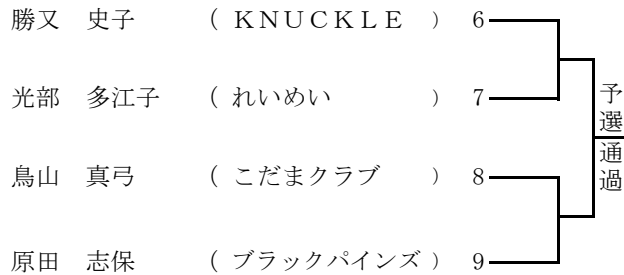 勝又 史子 ( KNUCKLE ) 6
光部 多江子 ( れいめい ) 7
鳥山 真弓 ( こだまクラブ ) 8
原田 志保 ( ブラックパインズ ) 9
予選通過